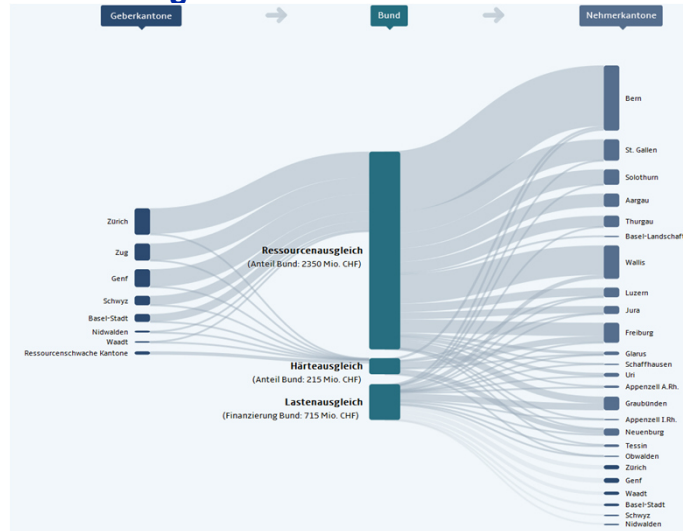 Geberkantone
Bund
Nehmerkantone
Zürich
Zug
Genf
Schwyz
Basel-Stadt
Nidwalden
Waadt
Ressourcenschwache Kantone
Ressourcenausgleich
(Anteil Bund: 2350 Mio. CHF)
Härteausgleich
(Anteil Bund: 215 Mio. CHF)
Lastenausgleich
(Finanzierung Bund: 715 Mio. CHF)
Bern
St. Gallen
Solothurn
Aargau
Thurgau
Basel-Landschaft
Wallis
Luzern
Jura
Freiburg
Glarus
Schaffhausen
Uri
Appenzell A.Rh.
Graubünden
Appenzell I.Rh.
Neuenburg
Tessin
Obwalden
Zürich
Genf
Waadt
Basel-Stadt
Schwyz
Nidwalden